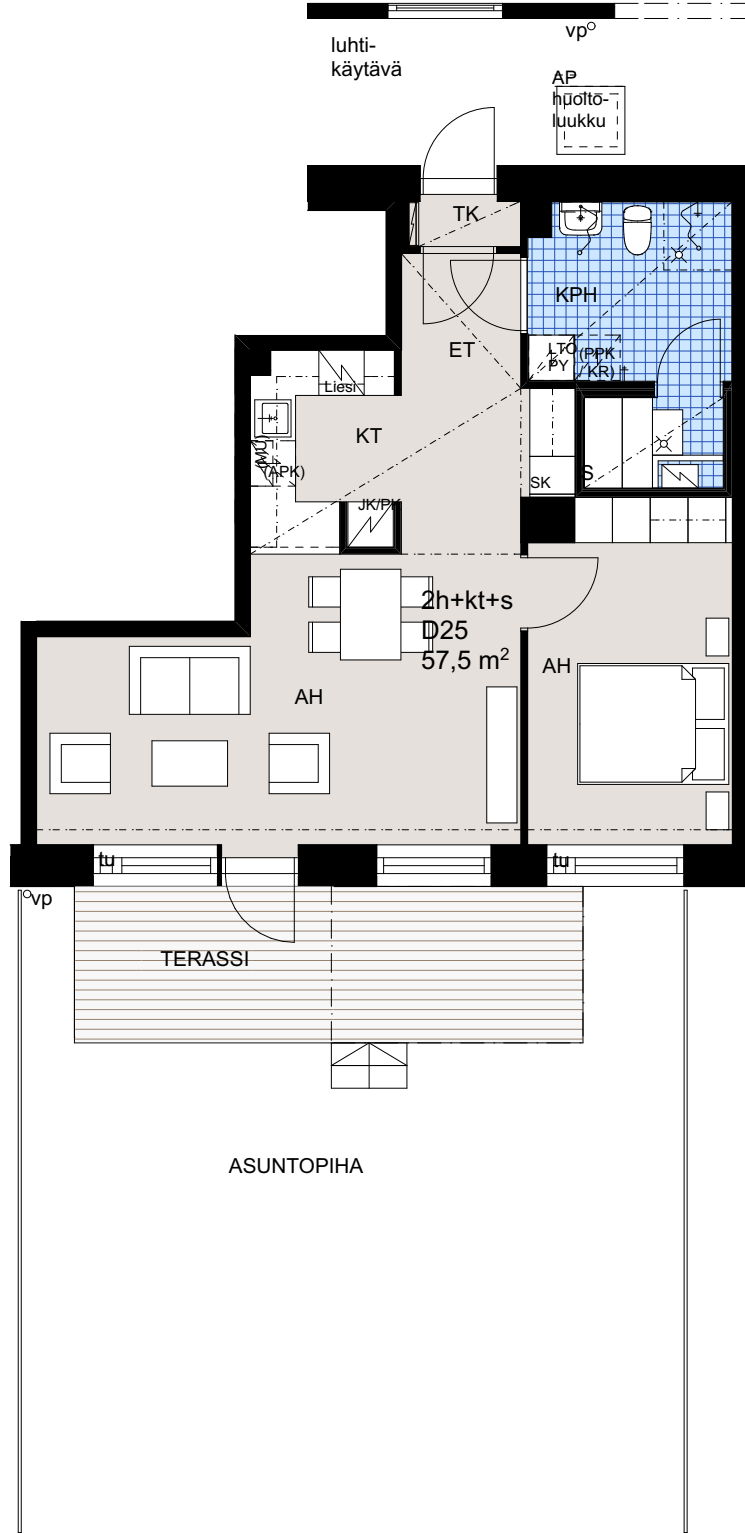 vp
luhti-
käytävä
AP
huolto-
luukku
TK
KPH
ET
LTO
PY
(PPK
/KR)
Liesi
KT
(UMI)
(APK)
JK/PK
SK
S
2h+kt+s
D25
57,5 m²
AH
AH
tu
tu
vp
TERASSI
ASUNTOPIHA